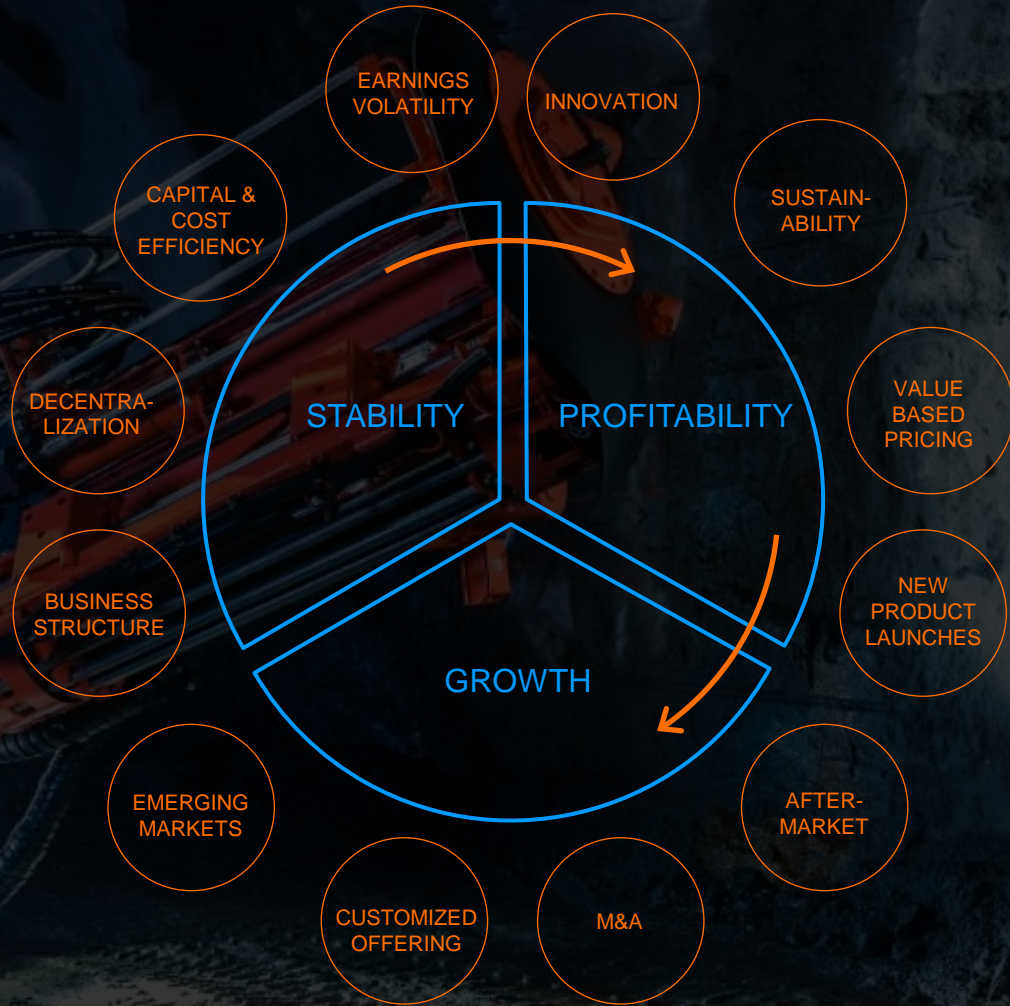 EARNINGS
VOLATILITY
INNOVATION
SUSTAIN-
ABILITY
VALUE
BASED
PRICING
NEW
PRODUCT
LAUNCHES
AFTER-
MARKET
M&A
CUSTOMIZED
OFFERING
EMERGING
MARKETS
BUSINESS
STRUCTURE
DECENTRA-
LIZATION
CAPITAL &
COST
EFFICIENCY
STABILITY
PROFITABILITY
GROWTH